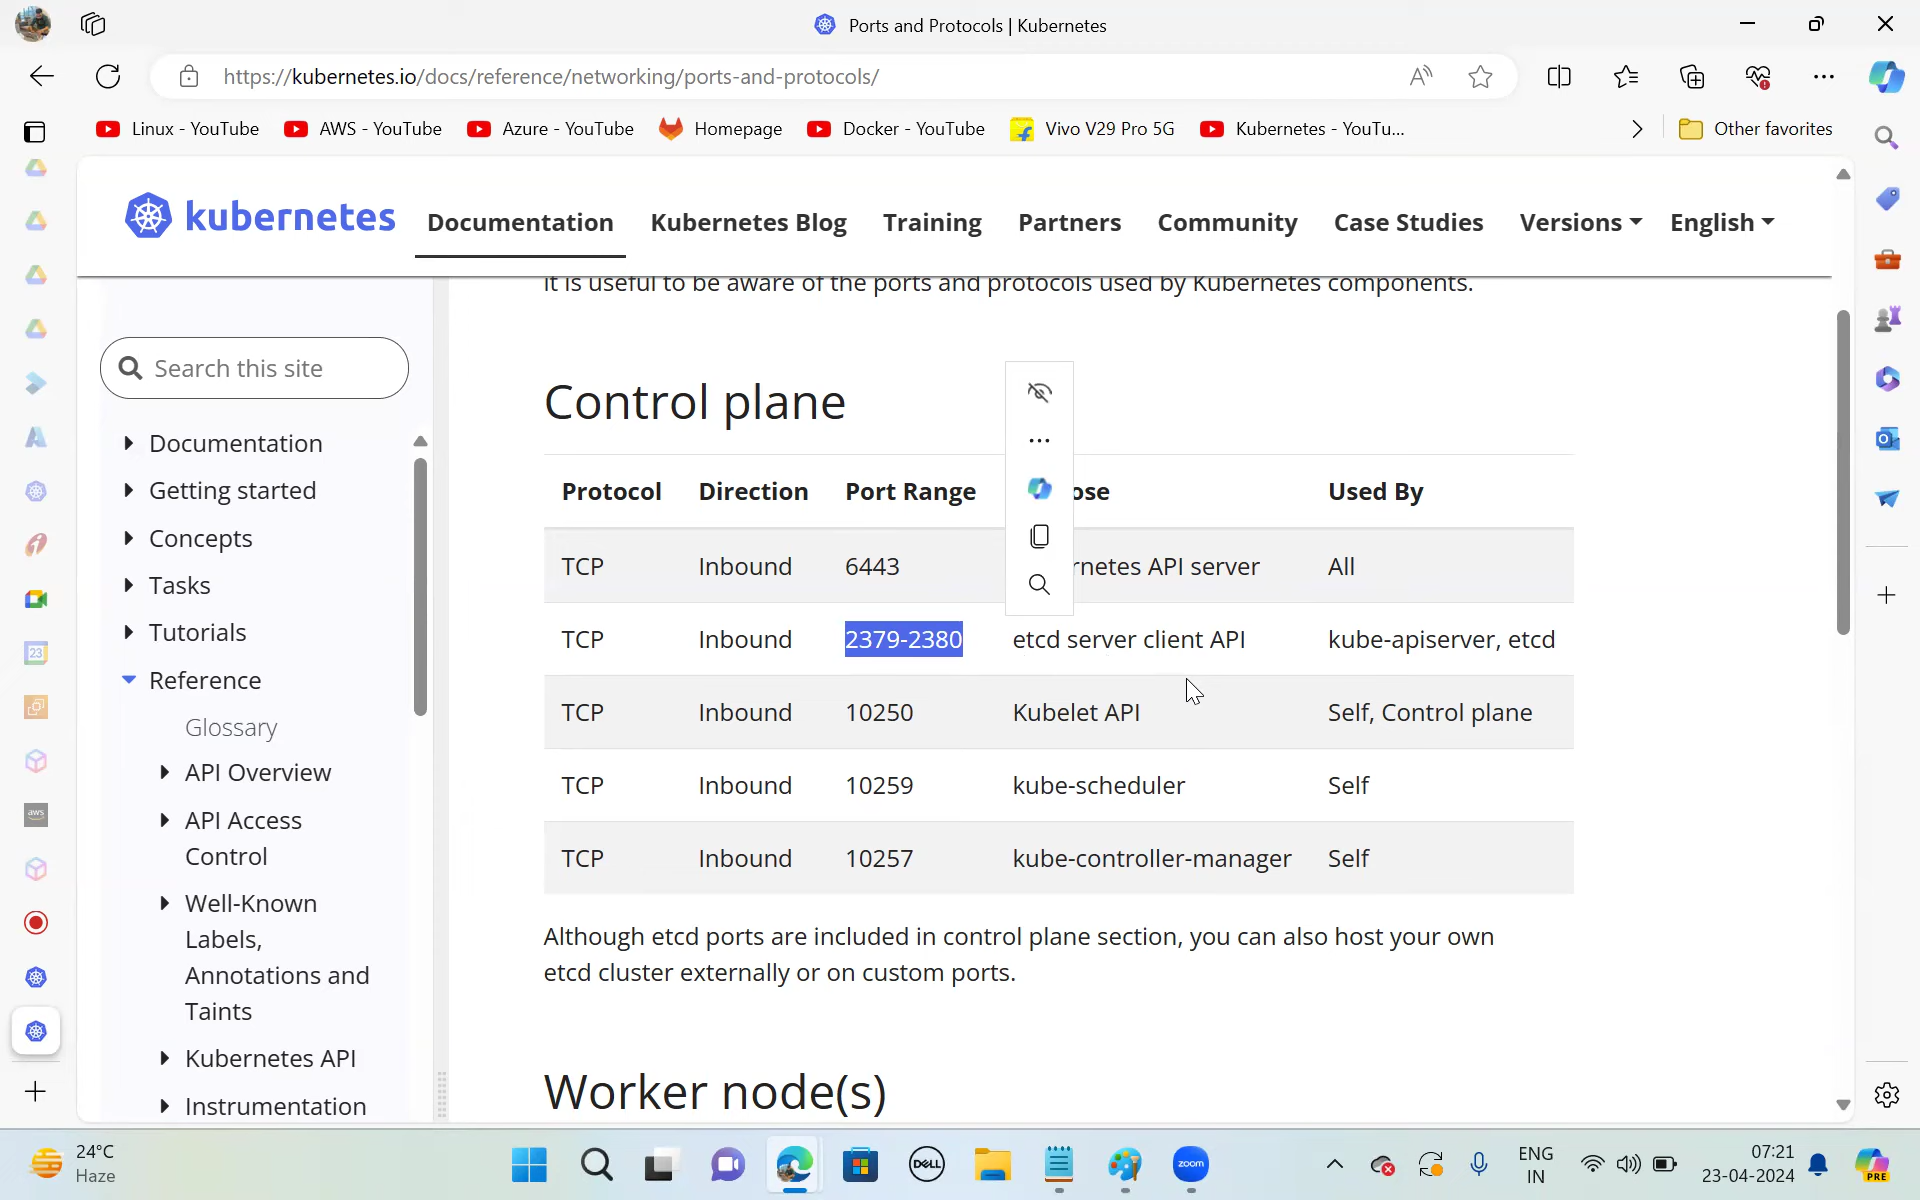 Ports and Protocols | Kubernetes
https://kubernetes.io/docs/reference/networking/ports-and-protocols/
Linux - YouTube
AWS - YouTube
Azure - YouTube
Homepage
Docker - YouTube
Vivo V29 Pro 5G
Kubernetes - YouTu...
Other favorites
kubernetes
Documentation
Kubernetes Blog
Training
Partners
Community
Case Studies
Versions
English
it is useful to be aware of the ports and protocols used by Kubernetes components.
Search this site
Documentation
Getting started
Concepts
Tasks
Tutorials
Reference
Glossary
API Overview
API Access
Control
Well-Known
Labels,
Annotations and
Taints
Kubernetes API
Instrumentation
Control plane
Protocol Direction Port Range ose Used By
TCP Inbound 6443 rnetes API server All
TCP Inbound 2379-2380 etcd server client API kube-apiserver, etcd
TCP Inbound 10250 Kubelet API Self, Control plane
TCP Inbound 10259 kube-scheduler Self
TCP Inbound 10257 kube-controller-manager Self
Although etcd ports are included in control plane section, you can also host your own
etcd cluster externally or on custom ports.
Worker node(s)
23
aws
24°C
Haze
DELL
zoom
ENG
IN
07:21
23-04-2024
PRE